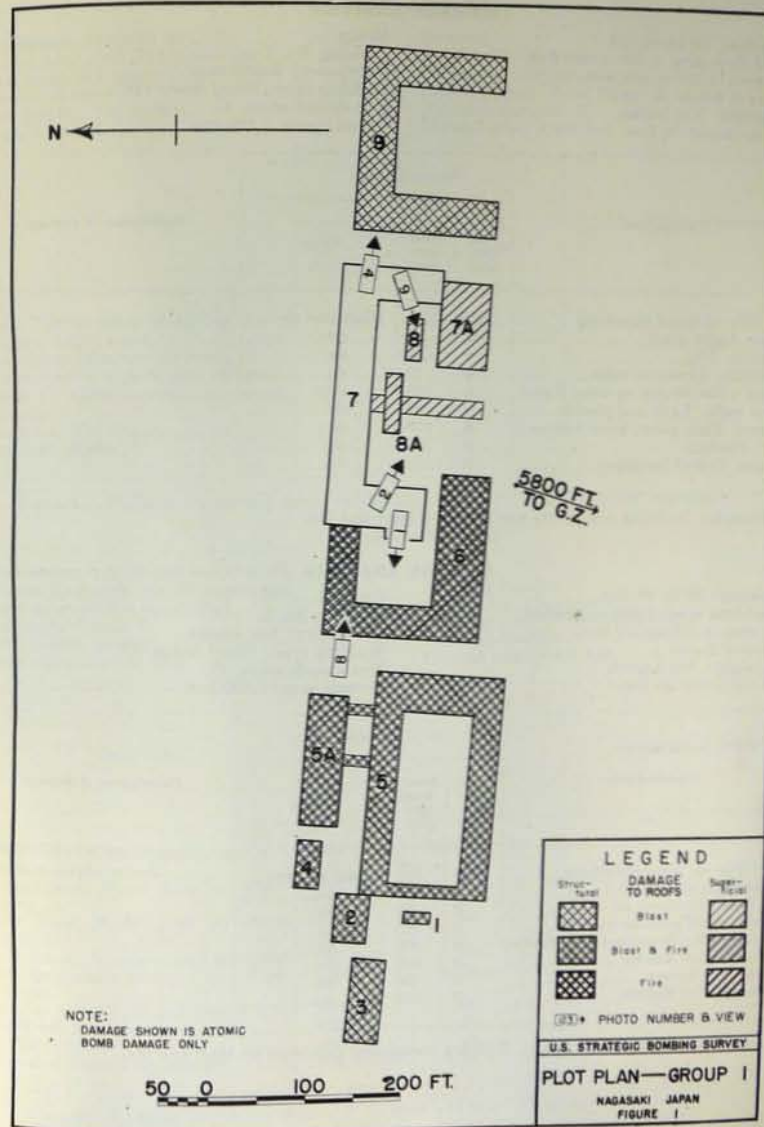 N
9
4
9
8
7A
7
8A
2
5800 FT.
TO G.Z.
1
6
8
5A
5
4
2
1
3
NOTE:
DAMAGE SHOWN IS ATOMIC
BOMB DAMAGE ONLY
50 0 100 200 FT.
LEGEND
Struc-
tural
DAMAGE
TO ROOFS
Super-
ficial
Blast
Blast & Fire
Fire
PHOTO NUMBER & VIEW
U.S. STRATEGIC BOMBING SURVEY
PLOT PLAN—GROUP 1
NAGASAKI JAPAN
FIGURE 1